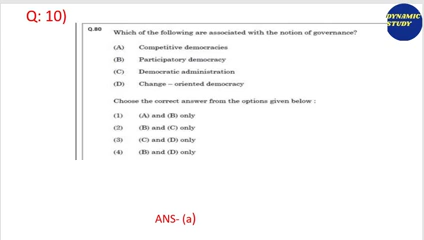 Q: 10)
DYNAMIC
STUDY
Q.80
Which of the following are associated with the notion of governance?
(A) Competitive democracies
(B) Participatory democracy
(C) Democratic administration
(D) Change – oriented democracy
Choose the correct answer from the options given below :
(1) (A) and (B) only
(2) (B) and (C) only
(3) (C) and (D) only
(4) (B) and (D) only
ANS- (a)